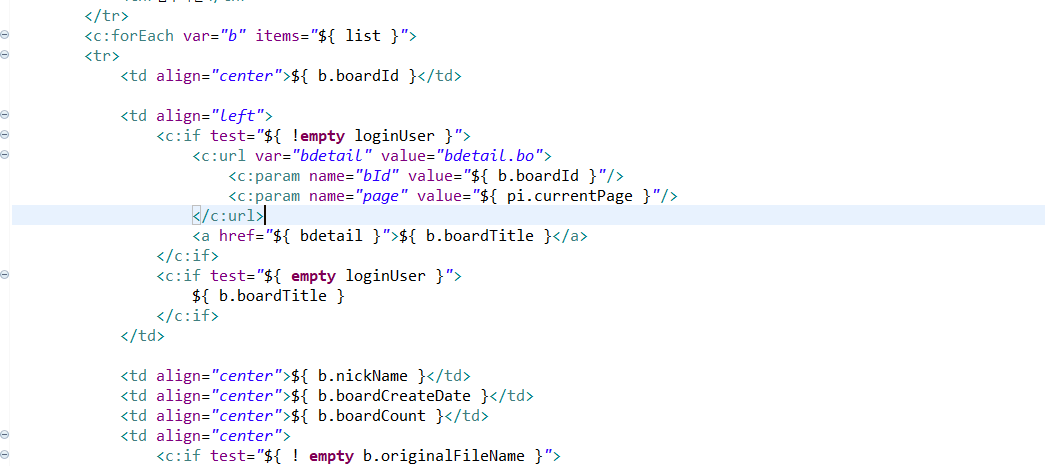 </tr>
<c:forEach var="b" items="${ list }">
<tr>
<td align="center">${ b.boardId }</td>
<td align="left">
<c:if test="${ !empty loginUser }">
<c:url var="bdetail" value="bdetail.bo">
<c:param name="bId" value="${ b.boardId }"/>
<c:param name="page" value="${ pi.currentPage }"/>
</c:url>
<a href="${ bdetail }">${ b.boardTitle }</a>
</c:if>
<c:if test="${ empty loginUser }">
${ b.boardTitle }
</c:if>
</td>
<td align="center">${ b.nickName }</td>
<td align="center">${ b.boardCreateDate }</td>
<td align="center">${ b.boardCount }</td>
<td align="center">
<c:if test="${ ! empty b.originalFileName }">